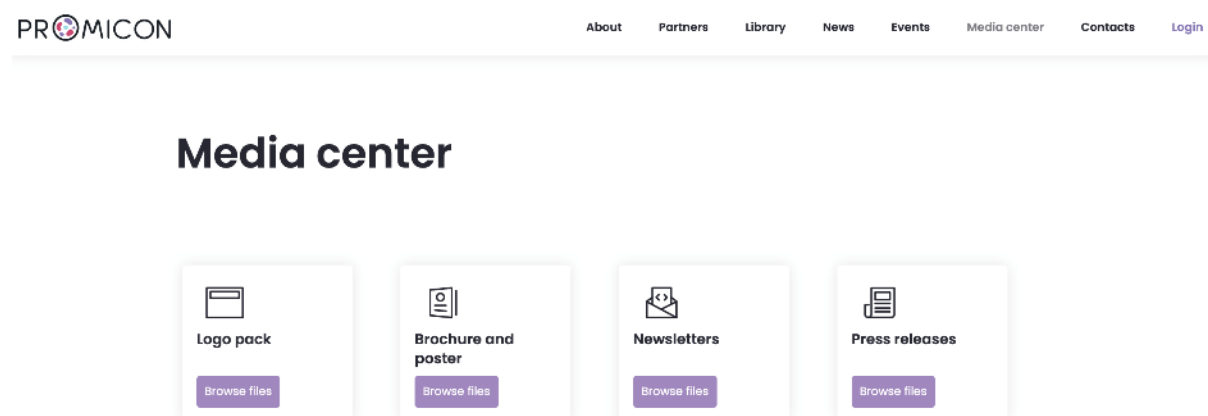 PROMICON
About Partners Library News Events Media center Contacts Login
Media center
Logo pack
Browse files
Brochure and
poster
Browse files
Newsletters
Browse files
Press releases
Browse files